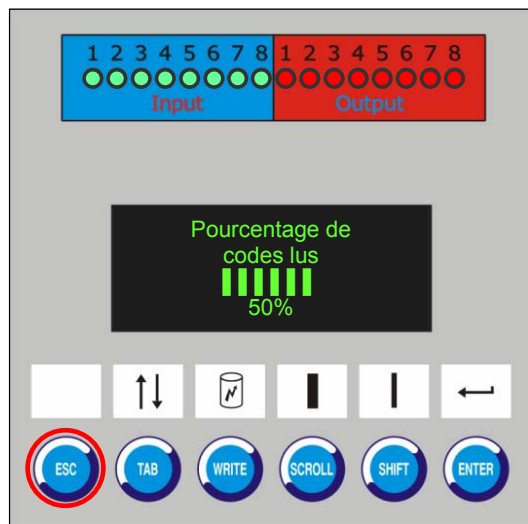 1 2 3 4 5 6 7 8 1 2 3 4 5 6 7 8
Input Output
Pourcentage de
codes lus
50%
ESC TAB WRITE SCROLL SHIFT ENTER